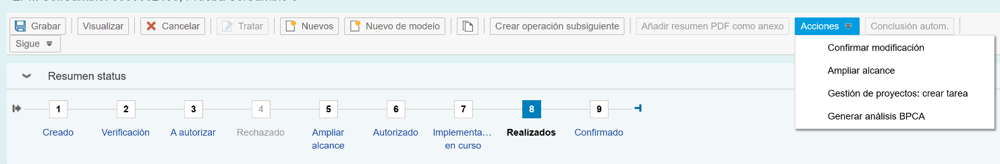 Grabar Visualizar Cancelar Tratar Nuevos Nuevo de modelo Crear operación subsiguiente Añadir resumen PDF como anexo Acciones Conclusión autom.
Sigue
Confirmar modificación
Ampliar alcance
Gestión de proyectos: crear tarea
Generar análisis BPCA
Resumen status
1 2 3 4 5 6 7 8 9
Creado Verificación A autorizar Rechazado Ampliar Autorizado Implementa... Realizados Confirmado
alcance en curso